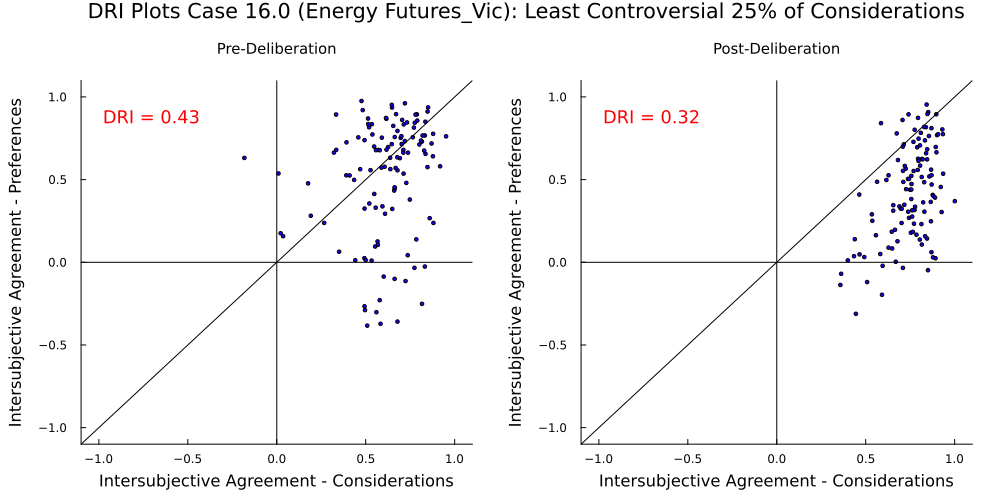 DRI Plots Case 16.0 (Energy Futures_Vic): Least Controversial 25% of Considerations
Pre-Deliberation
Intersubjective Agreement - Preferences
1.0
0.5
0.0
−0.5
−1.0
DRI = 0.43
−1.0 −0.5 0.0 0.5 1.0
Intersubjective Agreement - Considerations
Post-Deliberation
Intersubjective Agreement - Preferences
1.0
0.5
0.0
−0.5
−1.0
DRI = 0.32
−1.0 −0.5 0.0 0.5 1.0
Intersubjective Agreement - Considerations